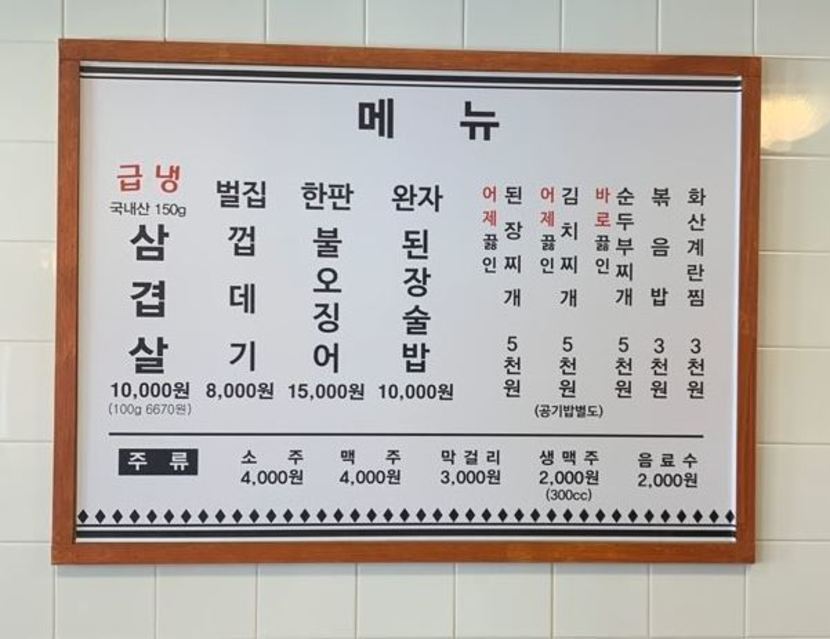 메뉴
급냉
국내산 150g
삼겹살
10,000원
(100g 6670원)
벌집
껍데기
8,000원
한판
불오징어
15,000원
완자
된장술밥
10,000원
어제끓인
된장찌개
5천원
어제끓인
김치찌개
5천원
바로끓인
순두부찌개
5천원
(공기밥별도)
볶음밥
3천원
화산계란찜
3천원
주류
소주
4,000원
맥주
4,000원
막걸리
3,000원
생맥주
2,000원
(300cc)
음료수
2,000원